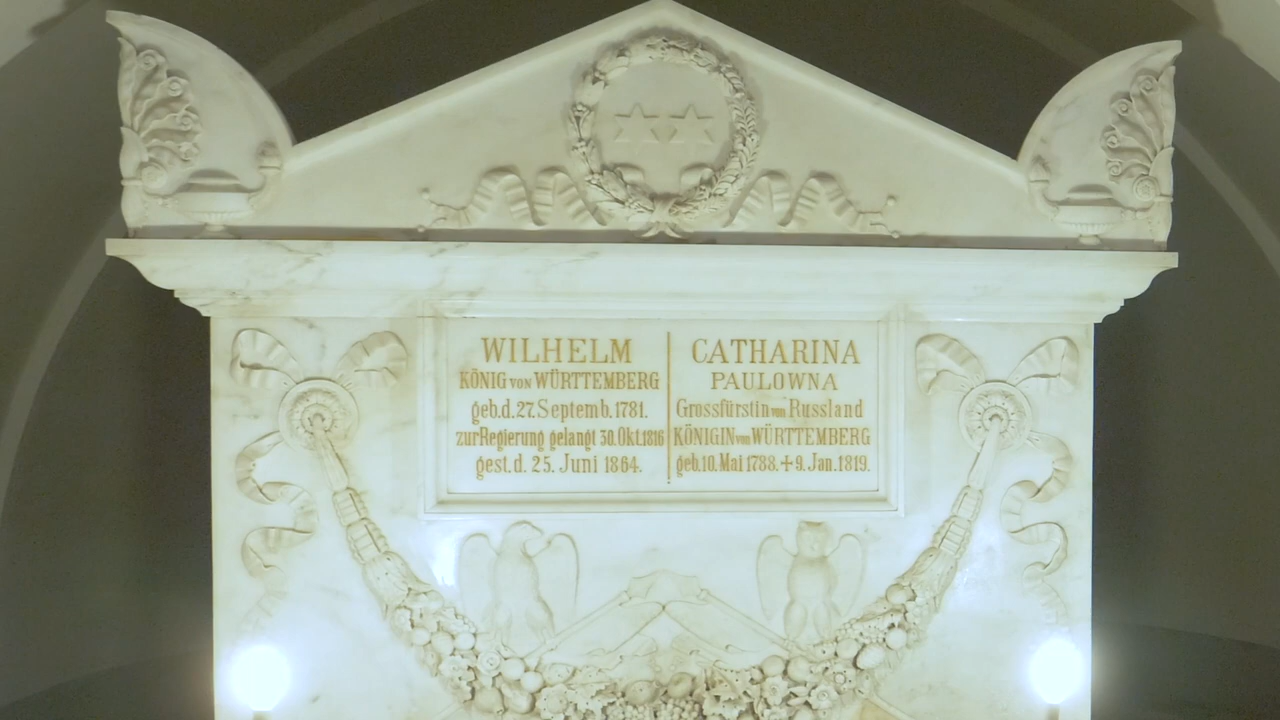 WILHELM
KÖNIG VON WÜRTTEMBERG
geb.d.27.Septemb.1781.
zur Regierung gelangt 30.Okt.1816
gest.d. 25. Juni 1864.
CATHARINA
PAULOWNA
Grossfürstin von Russland
KÖNIGIN von WÜRTTEMBERG
geb.10.Mai 1788.✝9.Jan.1819.